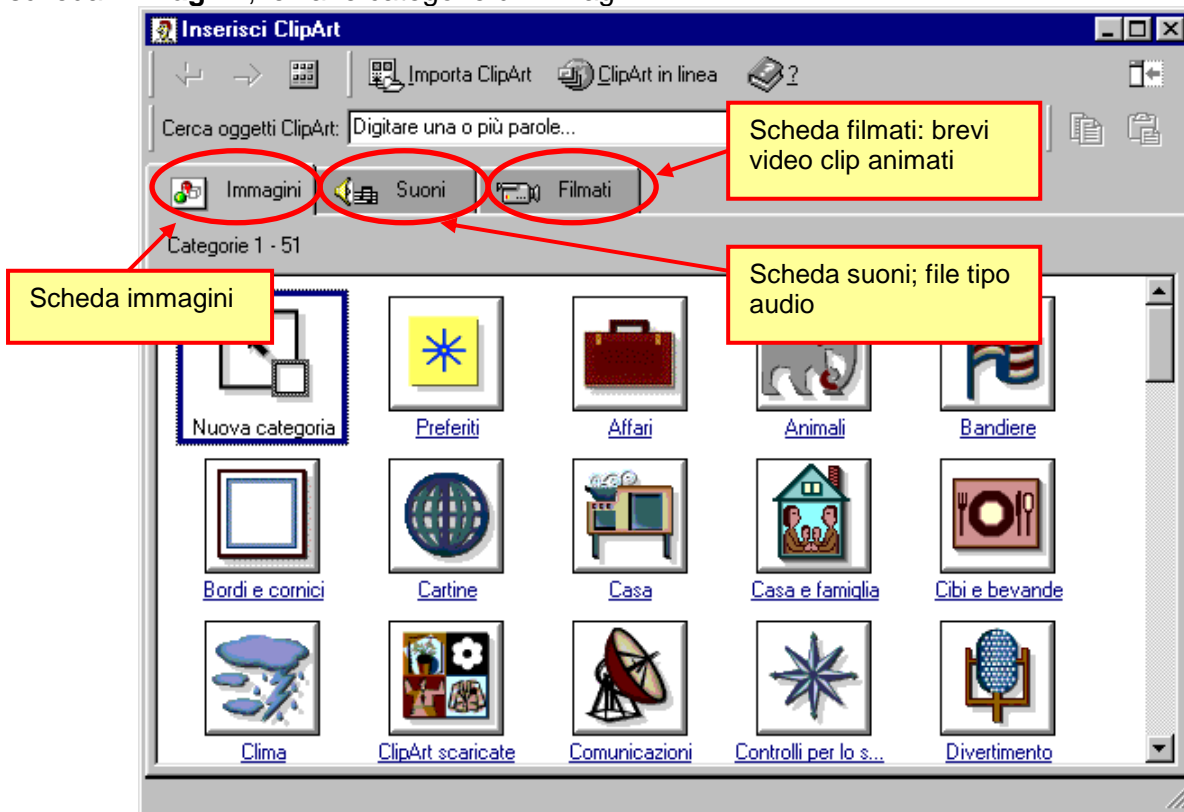 Inserisci ClipArt
Importa ClipArt ClipArt in linea ?
Cerca oggetti ClipArt: Digitare una o più parole...
Scheda filmati: brevi
video clip animati
Immagini Suoni Filmati
Categorie 1 - 51
Scheda immagini
Scheda suoni; file tipo
audio
Nuova categoria Preferiti Affari Animali Bandiere
Bordi e cornici Cartine Casa Casa e famiglia Cibi e bevande
Clima ClipArt scaricate Comunicazioni Controlli per lo s... Divertimento